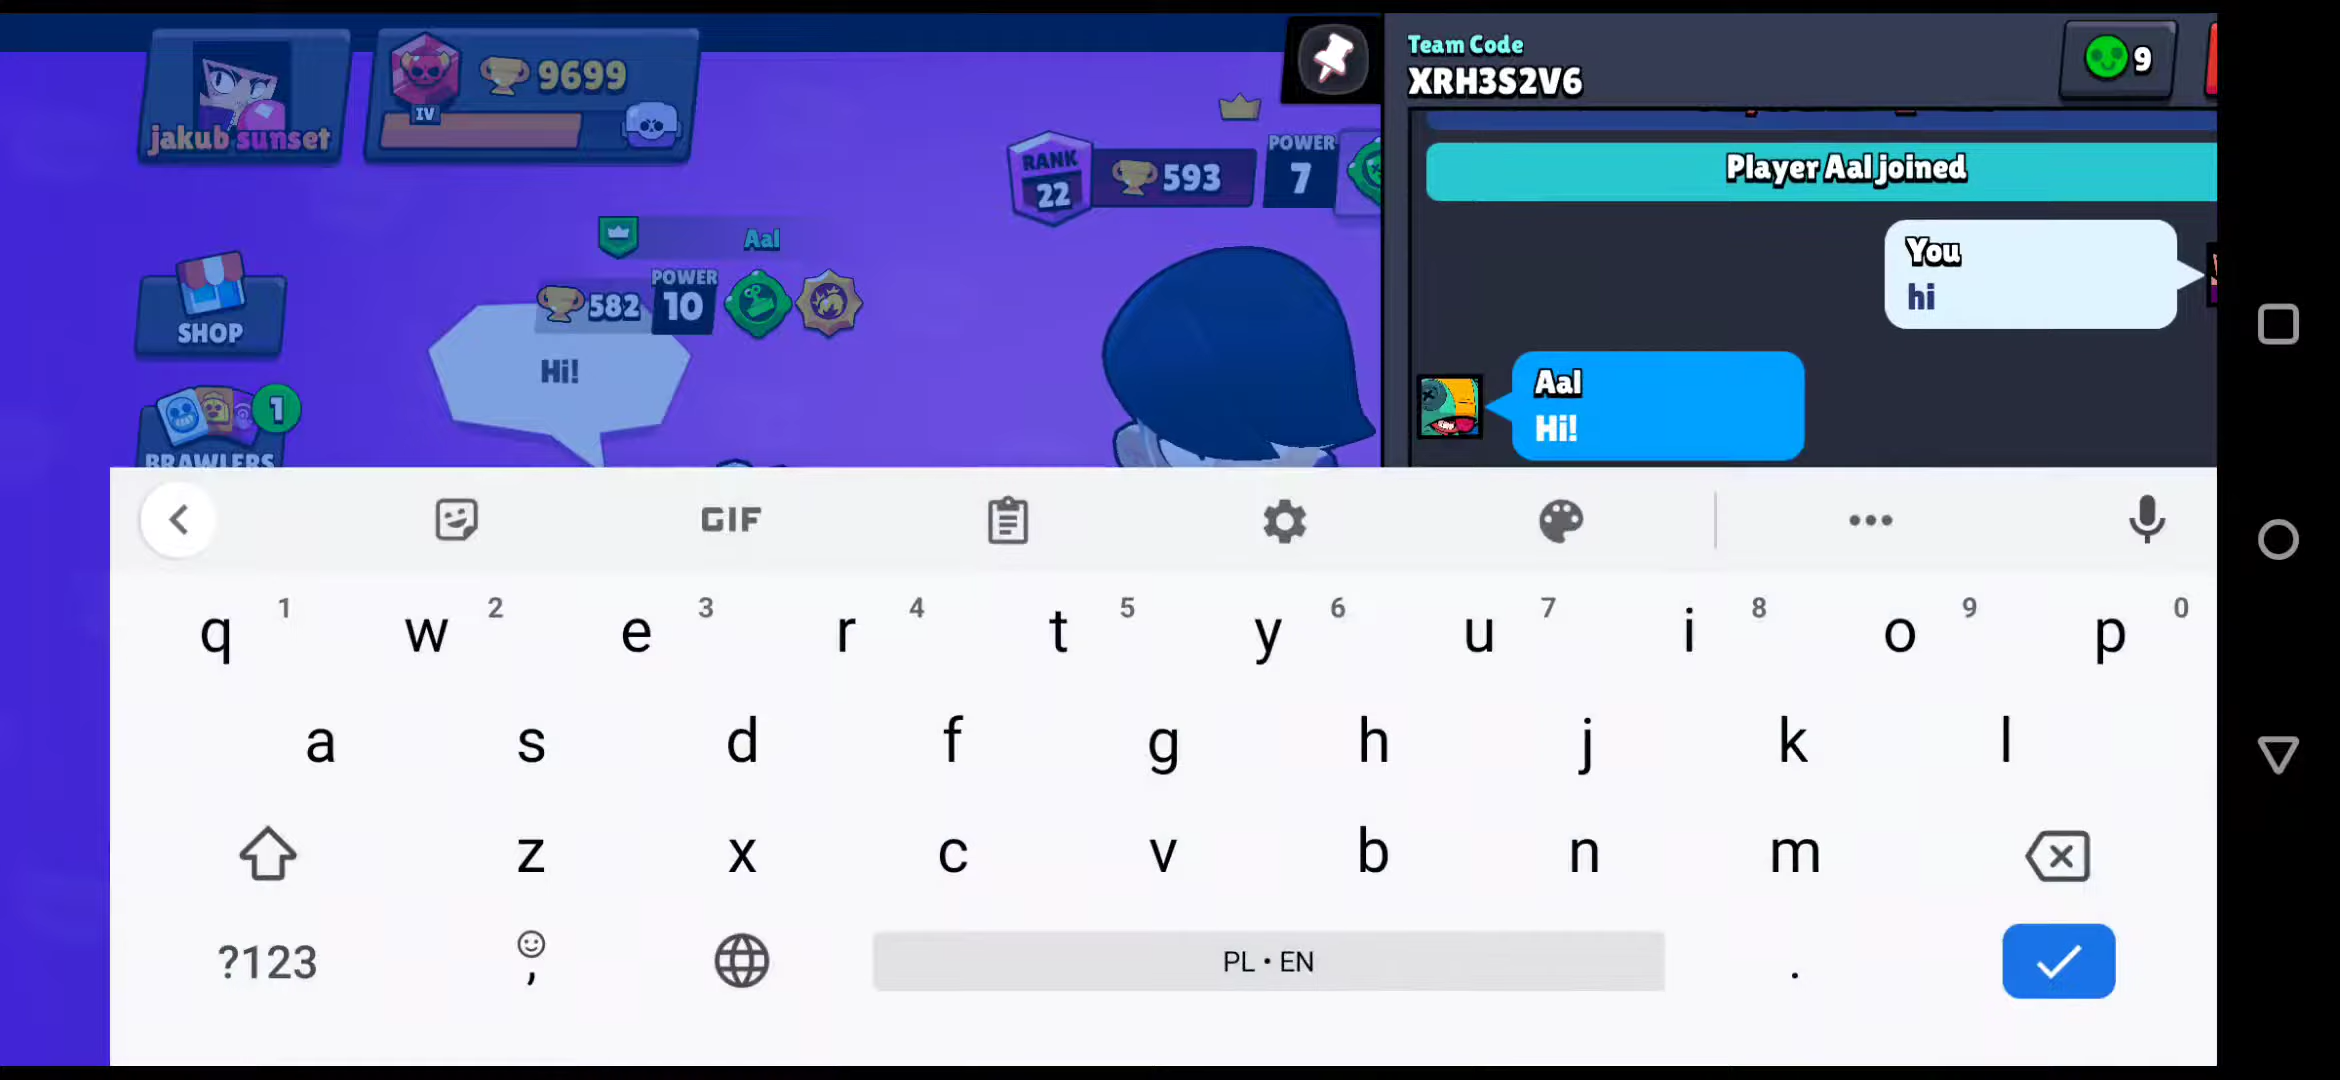 jakub sunset
IV
9699
Team Code
XRH3S2V6
9
Player Aal joined
RANK
22
593
POWER
7
Aal
582
POWER
10
Hi!
SHOP
1
BRAWLERS
You
hi
Aal
Hi!
GIF
q 1 w 2 e 3 r 4 t 5 y 6 u 7 i 8 o 9 p 0
a s d f g h j k l
z x c v b n m
?123 , PL • EN .